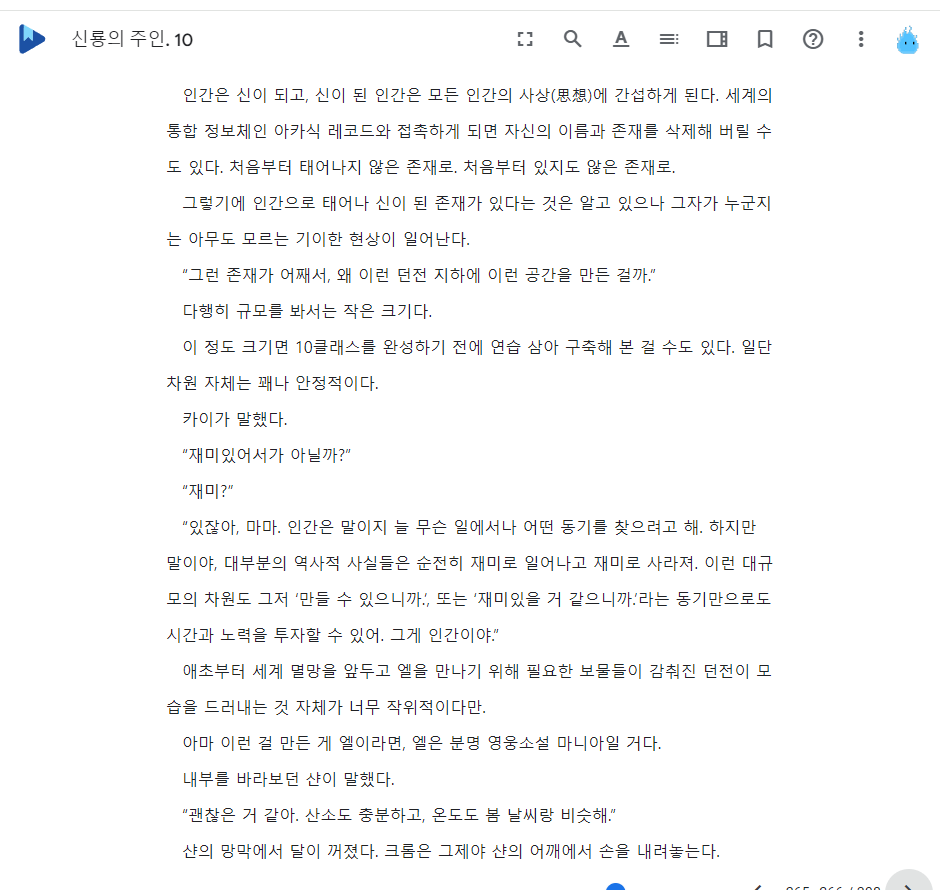 신룡의 주인. 10
인간은 신이 되고, 신이 된 인간은 모든 인간의 사상(思想)에 간섭하게 된다. 세계의
통합 정보체인 아카식 레코드와 접촉하게 되면 자신의 이름과 존재를 삭제해 버릴 수
도 있다. 처음부터 태어나지 않은 존재로. 처음부터 있지도 않은 존재로.
그렇기에 인간으로 태어나 신이 된 존재가 있다는 것은 알고 있으나 그자가 누군지
는 아무도 모르는 기이한 현상이 일어난다.
“그런 존재가 어째서, 왜 이런 던전 지하에 이런 공간을 만든 걸까.”
다행히 규모를 봐서는 작은 크기다.
이 정도 크기면 10클래스를 완성하기 전에 연습 삼아 구축해 본 걸 수도 있다. 일단
차원 자체는 꽤나 안정적이다.
카이가 말했다.
“재미있어서가 아닐까?”
“재미?”
“있잖아, 마마. 인간은 말이지 늘 무슨 일에서나 어떤 동기를 찾으려고 해. 하지만
말이야, 대부분의 역사적 사실들은 순전히 재미로 일어나고 재미로 사라져. 이런 대규
모의 차원도 그저 ‘만들 수 있으니까.’, 또는 ‘재미있을 거 같으니까.’라는 동기만으로도
시간과 노력을 투자할 수 있어. 그게 인간이야.”
애초부터 세계 멸망을 앞두고 엘을 만나기 위해 필요한 보물들이 감춰진 던전이 모
습을 드러내는 것 자체가 너무 작위적이다만.
아마 이런 걸 만든 게 엘이라면, 엘은 분명 영웅소설 마니아일 거다.
내부를 바라보던 샨이 말했다.
“괜찮은 거 같아. 산소도 충분하고, 온도도 봄 날씨랑 비슷해.”
샨의 망막에서 달이 꺼졌다. 크롬은 그제야 샨의 어깨에서 손을 내려놓는다.